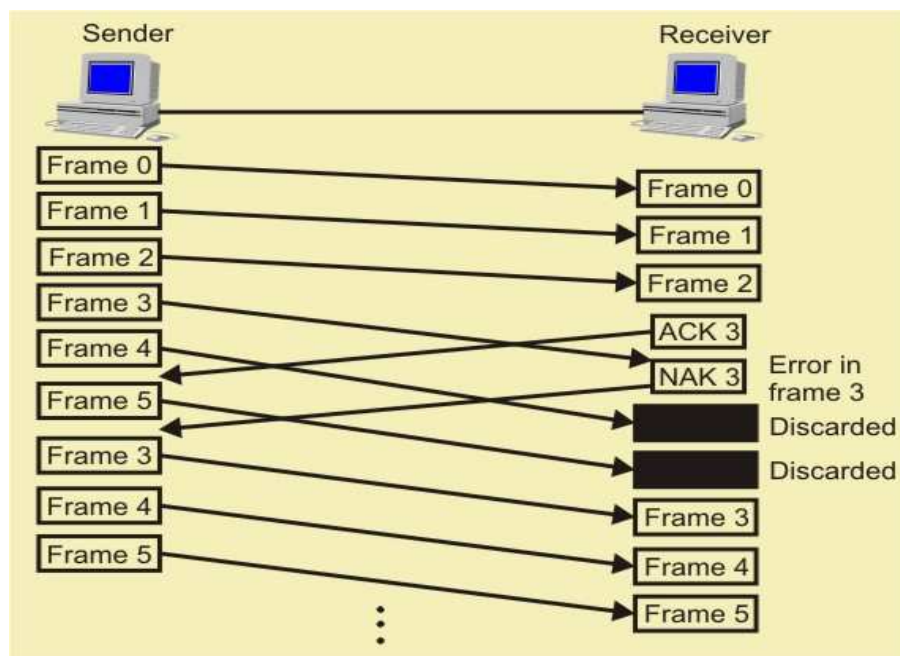 Sender
Receiver
Frame 0
Frame 1
Frame 2
Frame 3
Frame 4
Frame 5
Frame 3
Frame 4
Frame 5
Frame 0
Frame 1
Frame 2
ACK 3
NAK 3
Error in
frame 3
Discarded
Discarded
Frame 3
Frame 4
Frame 5